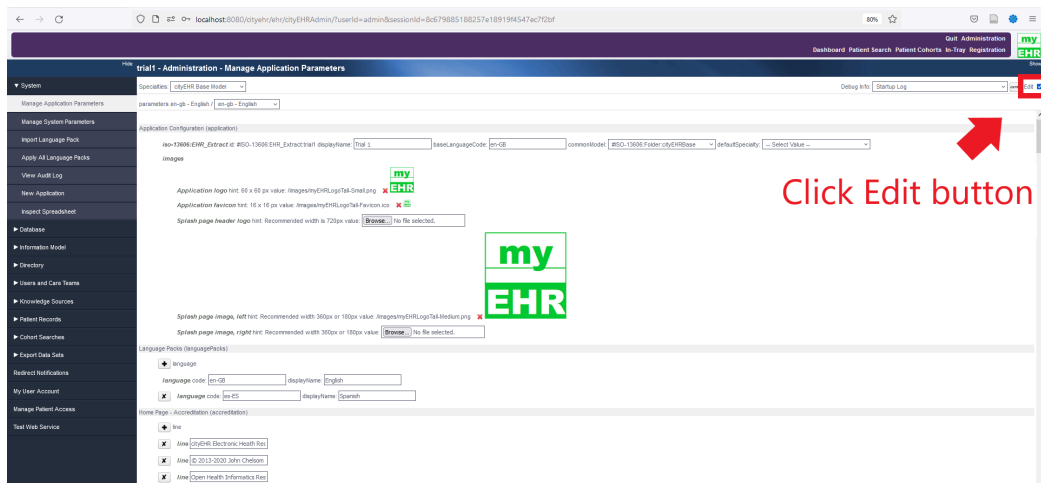 localhost:8080/cityehr/ehr/cityEHRAdmin/?userId=admin&sessionId=8c679885188257e18919f4547ec7f2bf
80%
Quit Administration
Dashboard Patient Search Patient Cohorts In-Tray Registration
my
EHR
Hide
trial1 - Administration - Manage Application Parameters
Show
▼ System
Specialties: cityEHR Base Model
Debug Info: Startup Log
Edit
Manage Application Parameters
parameters en-gb - English / en-gb - English
Manage System Parameters
Application Configuration (application)
Import Language Pack
iso-13606:EHR_Extract id: #ISO-13606:EHR_Extract:trial1 displayName: Trial 1 baseLanguageCode: en-GB commonModel: #ISO-13606:Folder:cityEHRBase defaultSpecialty: -- Select Value --
Apply All Language Packs
images
View Audit Log
my
EHR
Application logo hint: 60 x 60 px value: /images/myEHRLogoTall-Small.png
New Application
Application favicon hint: 16 x 16 px value: /images/myEHRLogoTall-Favicon.ico
Click Edit button
Inspect Spreadsheet
Splash page header logo hint: Recommended width is 720px value: Browse... No file selected.
► Database
► Information Model
my
► Directory
► Users and Care Teams
► Knowledge Sources
EHR
► Patient Records
Splash page image, left hint: Recommended width 360px or 180px value: /images/myEHRLogoTall-Medium.png
► Cohort Searches
Splash page image, right hint: Recommended width 360px or 180px value: Browse... No file selected.
► Export Data Sets
Language Packs (languagePacks)
language
Redirect Notifications
language code: en-GB displayName: English
My User Account
language code: es-ES displayName: Spanish
Manage Patient Access
Home Page - Accreditation (accreditation)
Test Web Service
line
line cityEHR Electronic Heath Rec
line © 2013-2020 John Chelsom
line Open Health Informatics Res